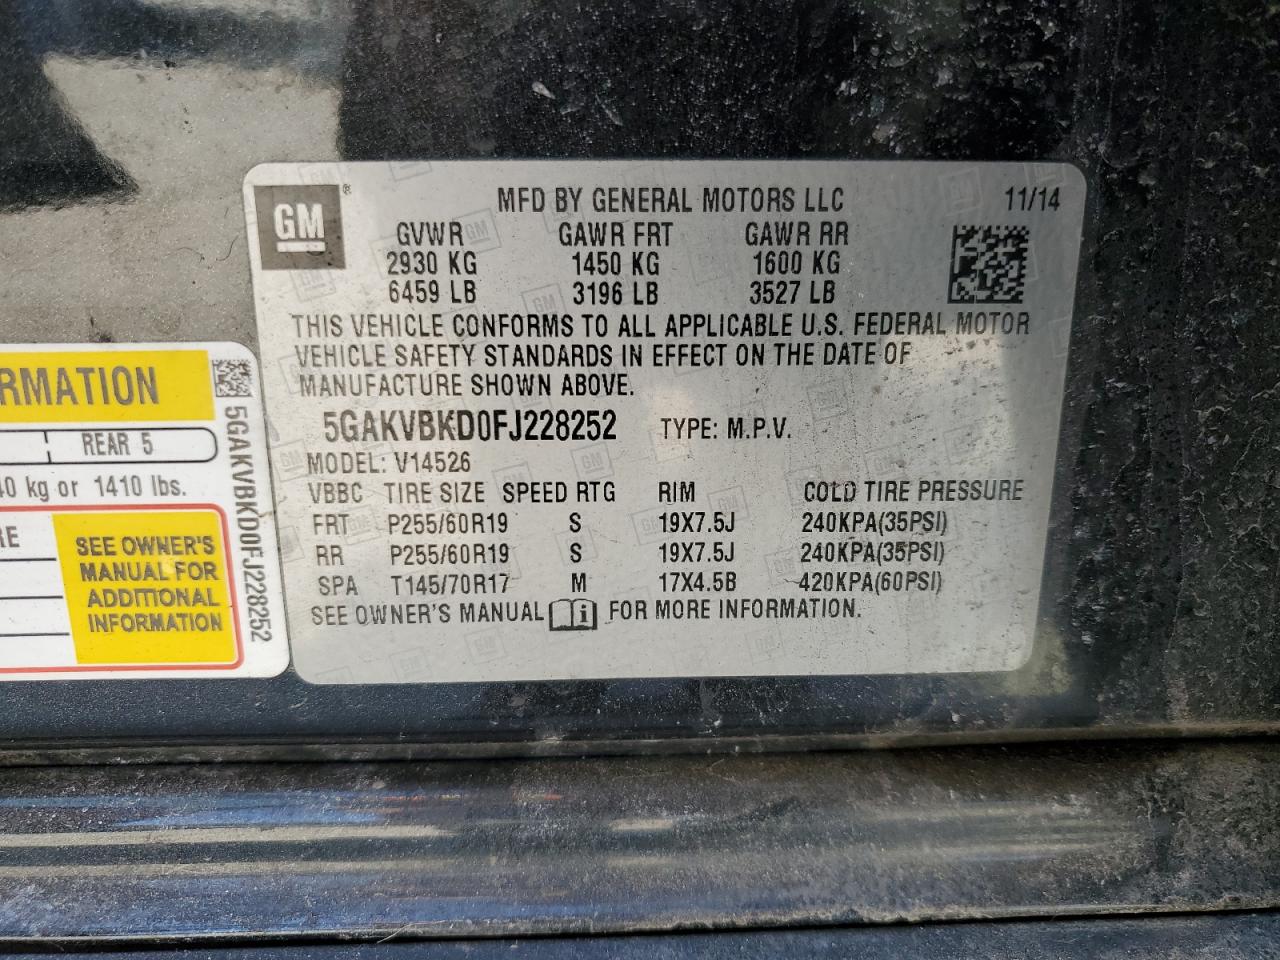 GM ®
MFD BY GENERAL MOTORS LLC 11/14
GVWR GAWR FRT GAWR RR
2930 KG 1450 KG 1600 KG
6459 LB 3196 LB 3527 LB
THIS VEHICLE CONFORMS TO ALL APPLICABLE U.S. FEDERAL MOTOR
VEHICLE SAFETY STANDARDS IN EFFECT ON THE DATE OF
MANUFACTURE SHOWN ABOVE.
5GAKVBKD0FJ228252 TYPE: M.P.V.
MODEL: V14526
VBBC TIRE SIZE SPEED RTG RIM COLD TIRE PRESSURE
FRT P255/60R19 S 19X7.5J 240KPA(35PSI)
RR P255/60R19 S 19X7.5J 240KPA(35PSI)
SPA T145/70R17 M 17X4.5B 420KPA(60PSI)
SEE OWNER'S MANUAL i FOR MORE INFORMATION.
RMATION
REAR 5
40 kg or 1410 lbs.
RE
SEE OWNER'S
MANUAL FOR
ADDITIONAL
INFORMATION
5GAKVBKD0FJ228252